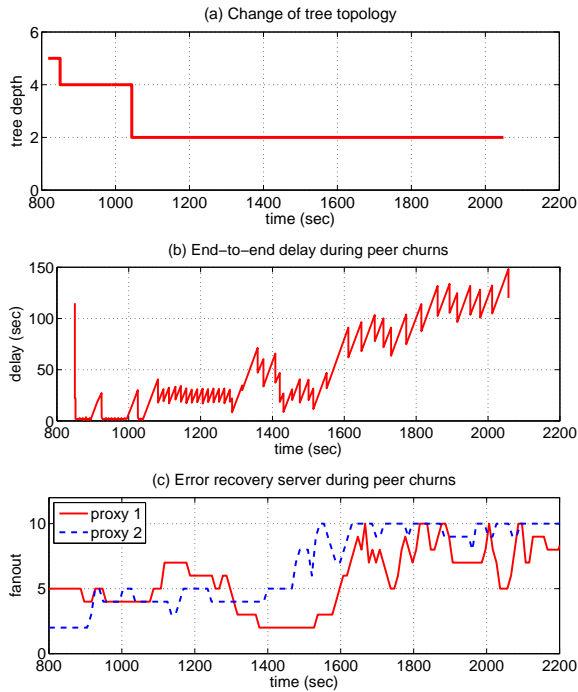 (a) Change of tree topology
6
4
2
0
tree depth
800 1000 1200 1400 1600 1800 2000 2200
time (sec)
(b) End−to−end delay during peer churns
150
100
50
0
delay (sec)
800 1000 1200 1400 1600 1800 2000 2200
time (sec)
(c) Error recovery server during peer churns
proxy 1
proxy 2
10
5
0
fanout
800 1000 1200 1400 1600 1800 2000 2200
time (sec)